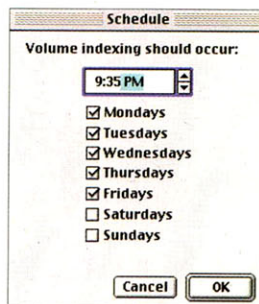 Schedule
Volume indexing should occur:
9:35 PM
Mondays
Tuesdays
Wednesdays
Thursdays
Fridays
Saturdays
Sundays
Cancel OK